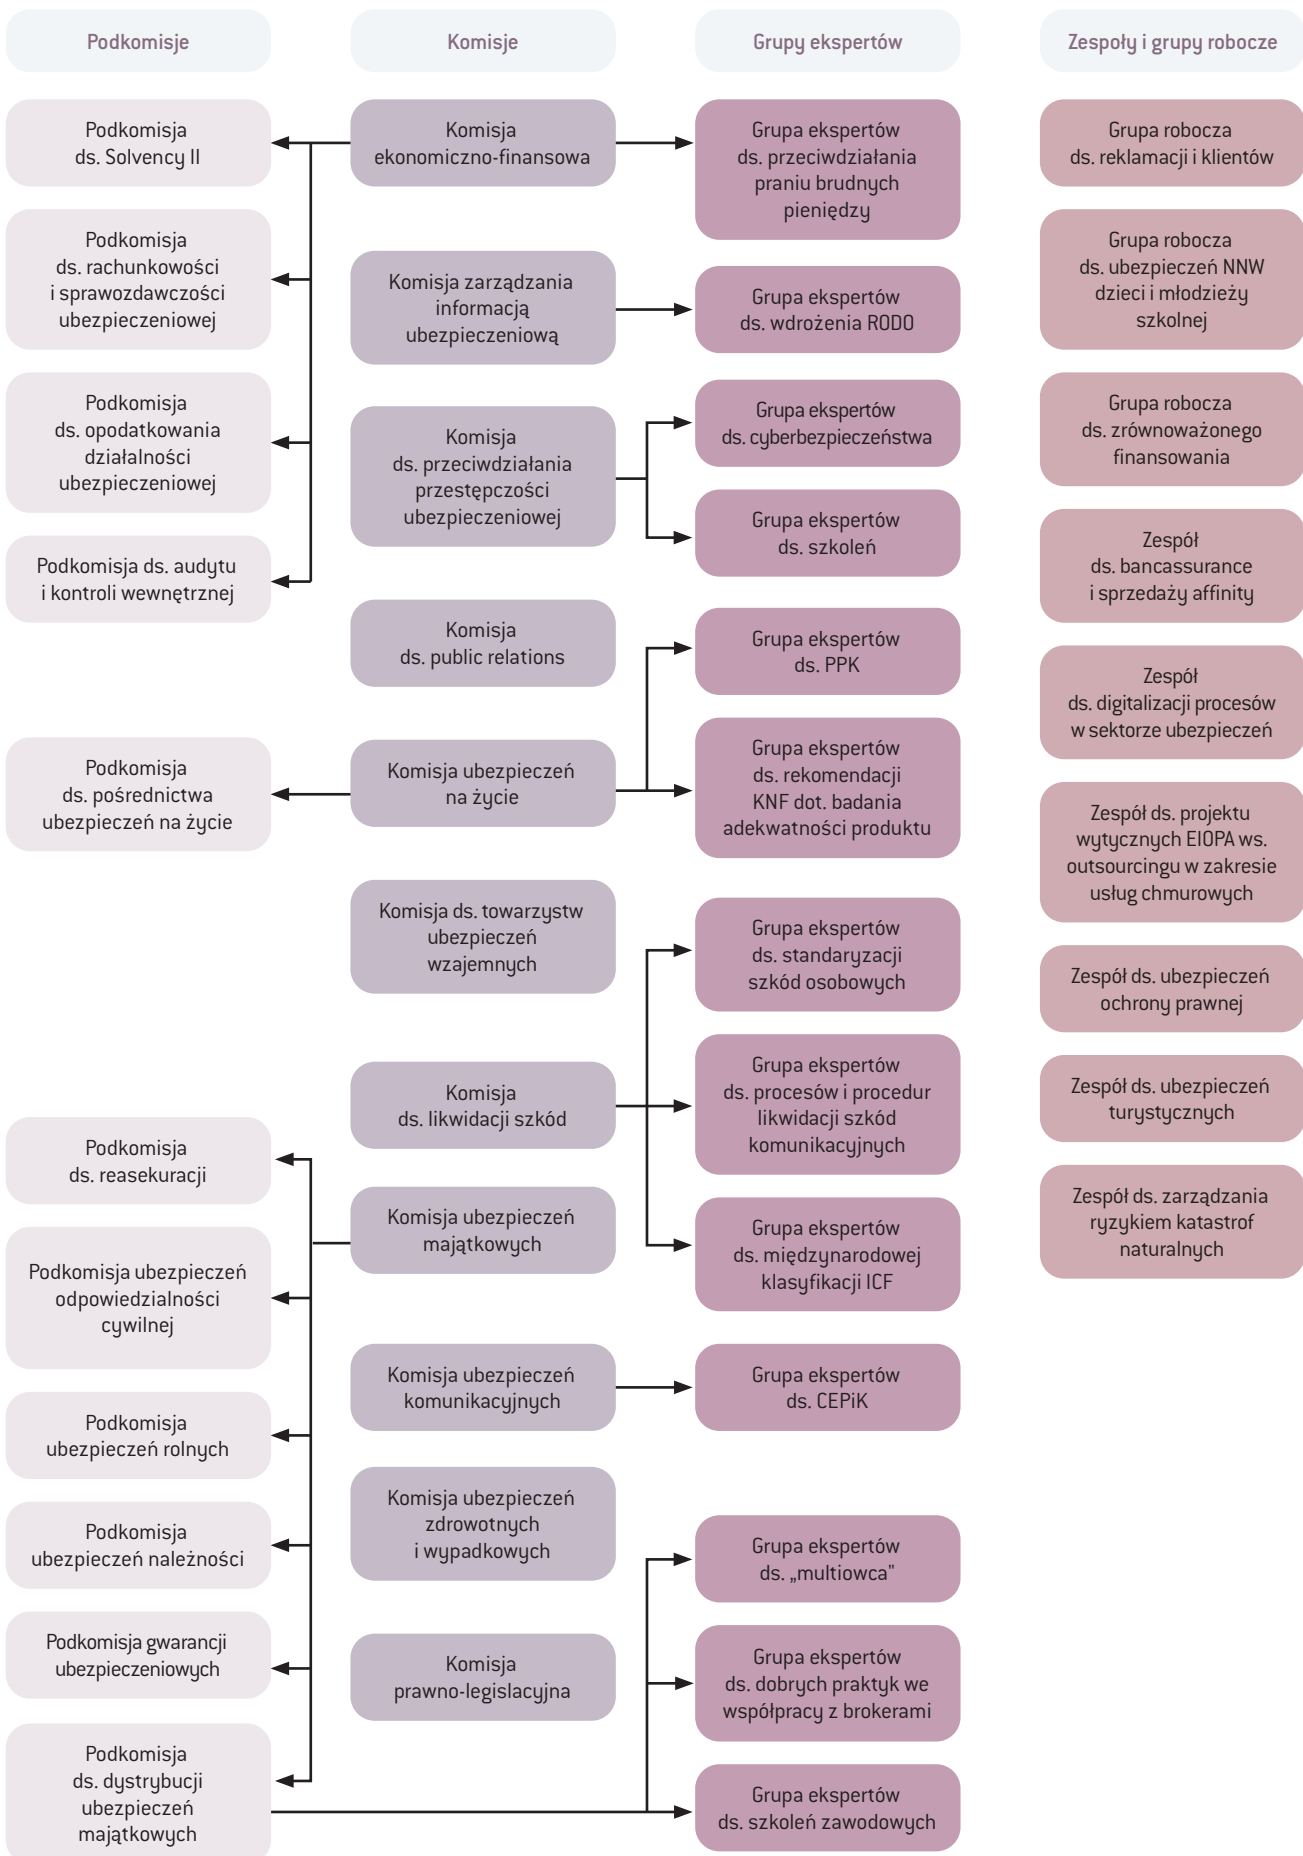 Podkomisje
Komisje
Grupy ekspertów
Zespoły i grupy robocze
Podkomisja
ds. Solvency II
Podkomisja
ds. rachunkowości
i sprawozdawczości
ubezpieczeniowej
Podkomisja
ds. opodatkowania
działalności
ubezpieczeniowej
Podkomisja ds. audytu
i kontroli wewnętrznej
Podkomisja
ds. pośrednictwa
ubezpieczeń na życie
Podkomisja
ds. reasekuracji
Podkomisja ubezpieczeń
odpowiedzialności
cywilnej
Podkomisja
ubezpieczeń rolnych
Podkomisja
ubezpieczeń należności
Podkomisja gwarancji
ubezpieczeniowych
Podkomisja
ds. dystrybucji
ubezpieczeń
majątkowych
Komisja
ekonomiczno-finansowa
Komisja zarządzania
informacją
ubezpieczeniową
Komisja
ds. przeciwdziałania
przestępczości
ubezpieczeniowej
Komisja
ds. public relations
Komisja ubezpieczeń
na życie
Komisja ds. towarzystw
ubezpieczeń
wzajemnych
Komisja
ds. likwidacji szkód
Komisja ubezpieczeń
majątkowych
Komisja ubezpieczeń
komunikacyjnych
Komisja ubezpieczeń
zdrowotnych
i wypadkowych
Komisja
prawno-legislacyjna
Grupa ekspertów
ds. przeciwdziałania
praniu brudnych
pieniędzy
Grupa ekspertów
ds. wdrożenia RODO
Grupa ekspertów
ds. cyberbezpieczeństwa
Grupa ekspertów
ds. szkoleń
Grupa ekspertów
ds. PPK
Grupa ekspertów
ds. rekomendacji
KNF dot. badania
adekwatności produktu
Grupa ekspertów
ds. standaryzacji
szkód osobowych
Grupa ekspertów
ds. procesów i procedur
likwidacji szkód
komunikacyjnych
Grupa ekspertów
ds. międzynarodowej
klasyfikacji ICF
Grupa ekspertów
ds. CEPiK
Grupa ekspertów
ds. „multiowca"
Grupa ekspertów
ds. dobrych praktyk we
współpracy z brokerami
Grupa ekspertów
ds. szkoleń zawodowych
Grupa robocza
ds. reklamacji i klientów
Grupa robocza
ds. ubezpieczeń NNW
dzieci i młodzieży
szkolnej
Grupa robocza
ds. zrównoważonego
finansowania
Zespół
ds. bancassurance
i sprzedaży affinity
Zespół
ds. digitalizacji procesów
w sektorze ubezpieczeń
Zespół ds. projektu
wytycznych EIOPA ws.
outsourcingu w zakresie
usług chmurowych
Zespół ds. ubezpieczeń
ochrony prawnej
Zespół ds. ubezpieczeń
turystycznych
Zespół ds. zarządzania
ryzykiem katastrof
naturalnych